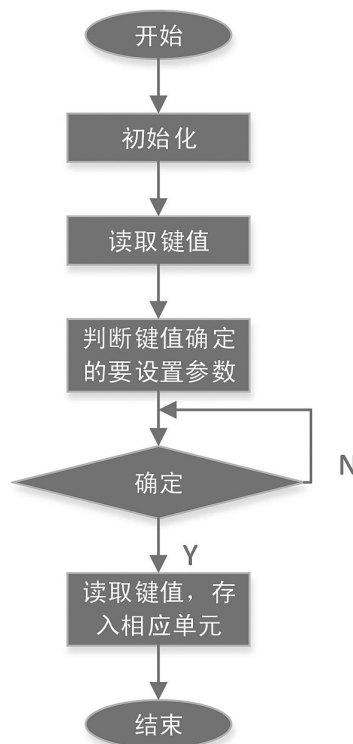 开始
初始化
读取键值
判断键值确定
的要设置参数
确定
N
Y
读取键值，存
入相应单元
结束